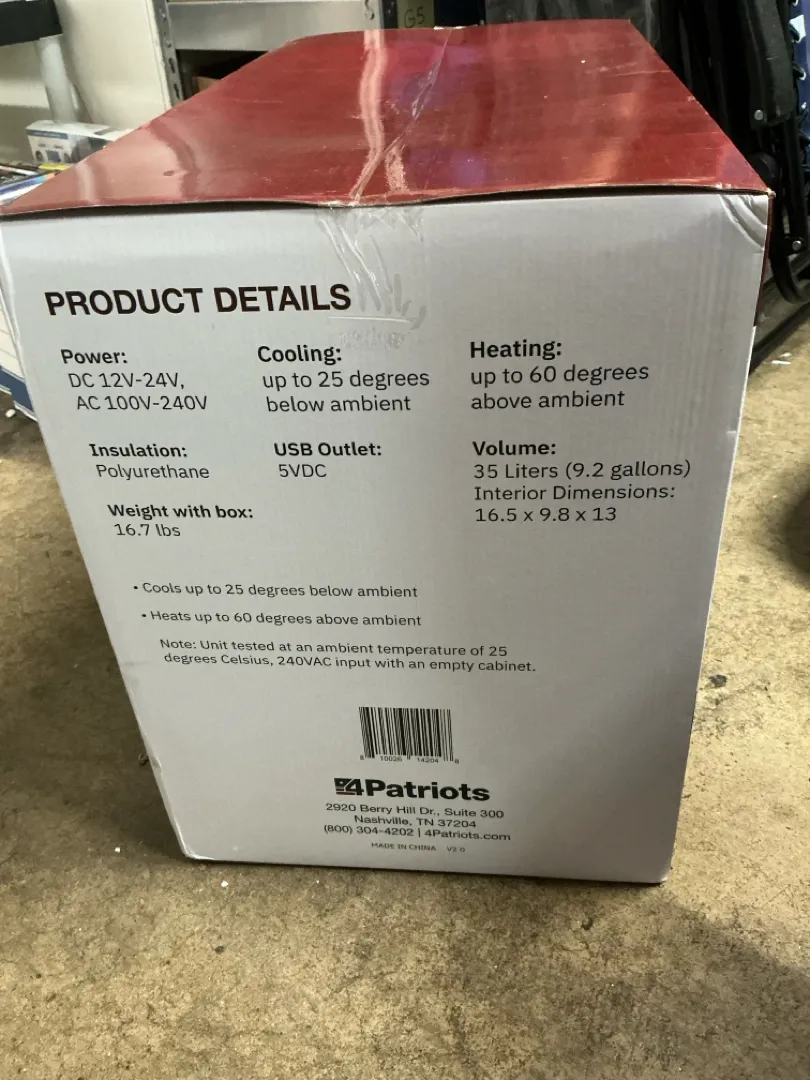 G5
PRODUCT DETAILS
Power:
DC 12V-24V,
AC 100V-240V
Cooling:
up to 25 degrees
below ambient
Heating:
up to 60 degrees
above ambient
Insulation:
Polyurethane
USB Outlet:
5VDC
Volume:
35 Liters (9.2 gallons)
Interior Dimensions:
16.5 x 9.8 x 13
Weight with box:
16.7 lbs
• Cools up to 25 degrees below ambient
• Heats up to 60 degrees above ambient
Note: Unit tested at an ambient temperature of 25
degrees Celsius, 240VAC input with an empty cabinet.
8 10026 14204 8
4Patriots
2920 Berry Hill Dr., Suite 300
Nashville, TN 37204
(800) 304-4202 | 4Patriots.com
MADE IN CHINA V2.0